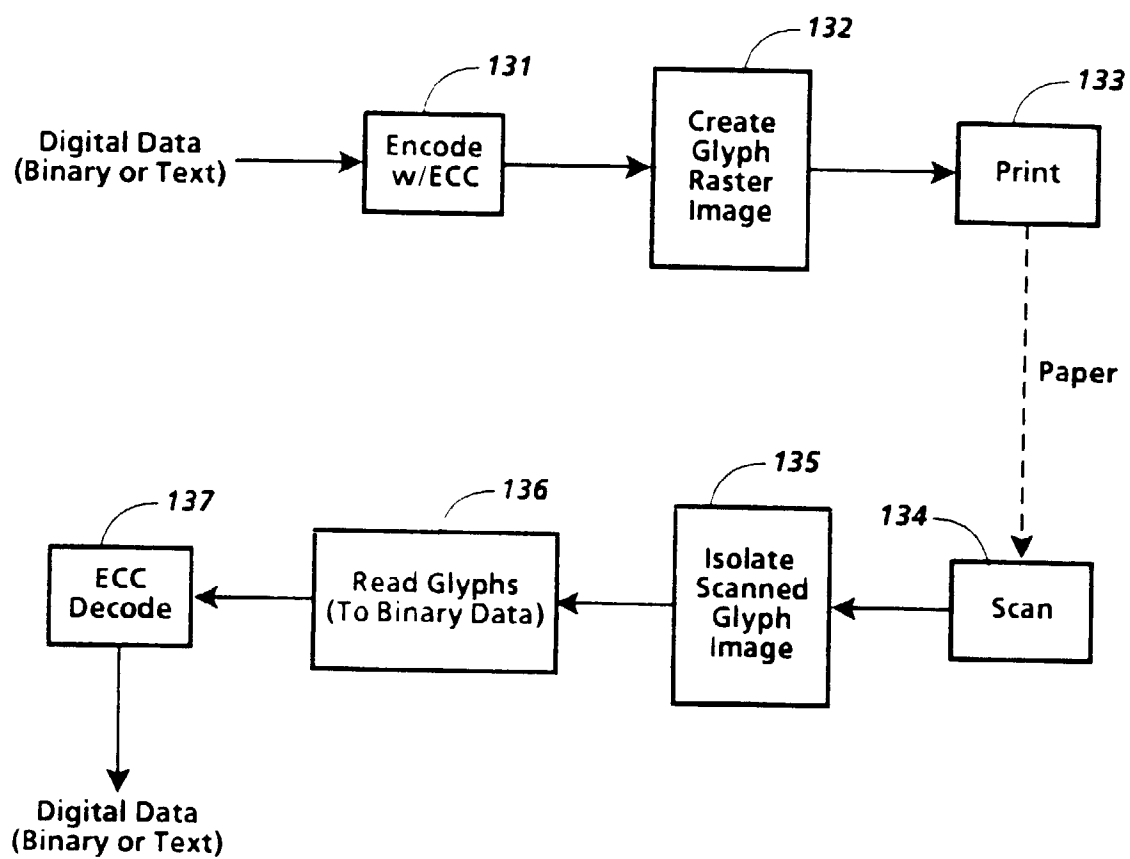 131
132
133
Digital Data
(Binary or Text)
Encode
w/ECC
Create
Glyph
Raster
Image
Print
Paper
137
136
135
134
ECC
Decode
Read Glyphs
(To Binary Data)
Isolate
Scanned
Glyph
Image
Scan
Digital Data
(Binary or Text)